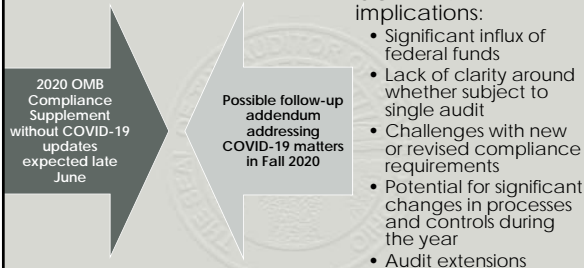 2020 OMB
Compliance
Supplement
without COVID-19
updates
expected late
June
Possible follow-up
addendum
addressing
COVID-19 matters
in Fall 2020
implications:
• Significant influx of
federal funds
• Lack of clarity around
whether subject to
single audit
• Challenges with new
or revised compliance
requirements
• Potential for significant
changes in processes
and controls during
the year
• Audit extensions